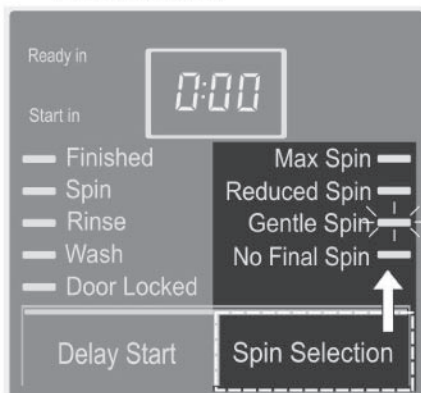 Ready in
0:00
Start in
Finished
Spin
Rinse
Wash
Door Locked
Max Spin
Reduced Spin
Gentle Spin
No Final Spin
Delay Start
Spin Selection